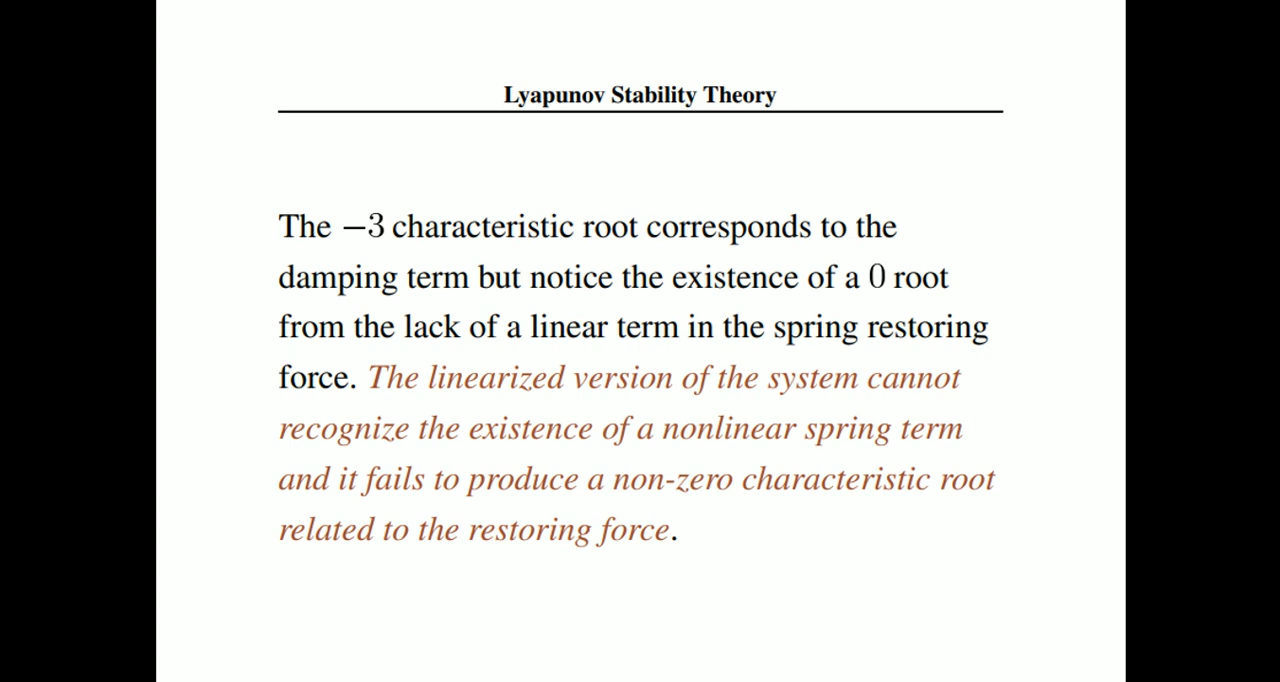 Lyapunov Stability Theory
The −3 characteristic root corresponds to the
damping term but notice the existence of a 0 root
from the lack of a linear term in the spring restoring
force. The linearized version of the system cannot
recognize the existence of a nonlinear spring term
and it fails to produce a non-zero characteristic root
related to the restoring force.